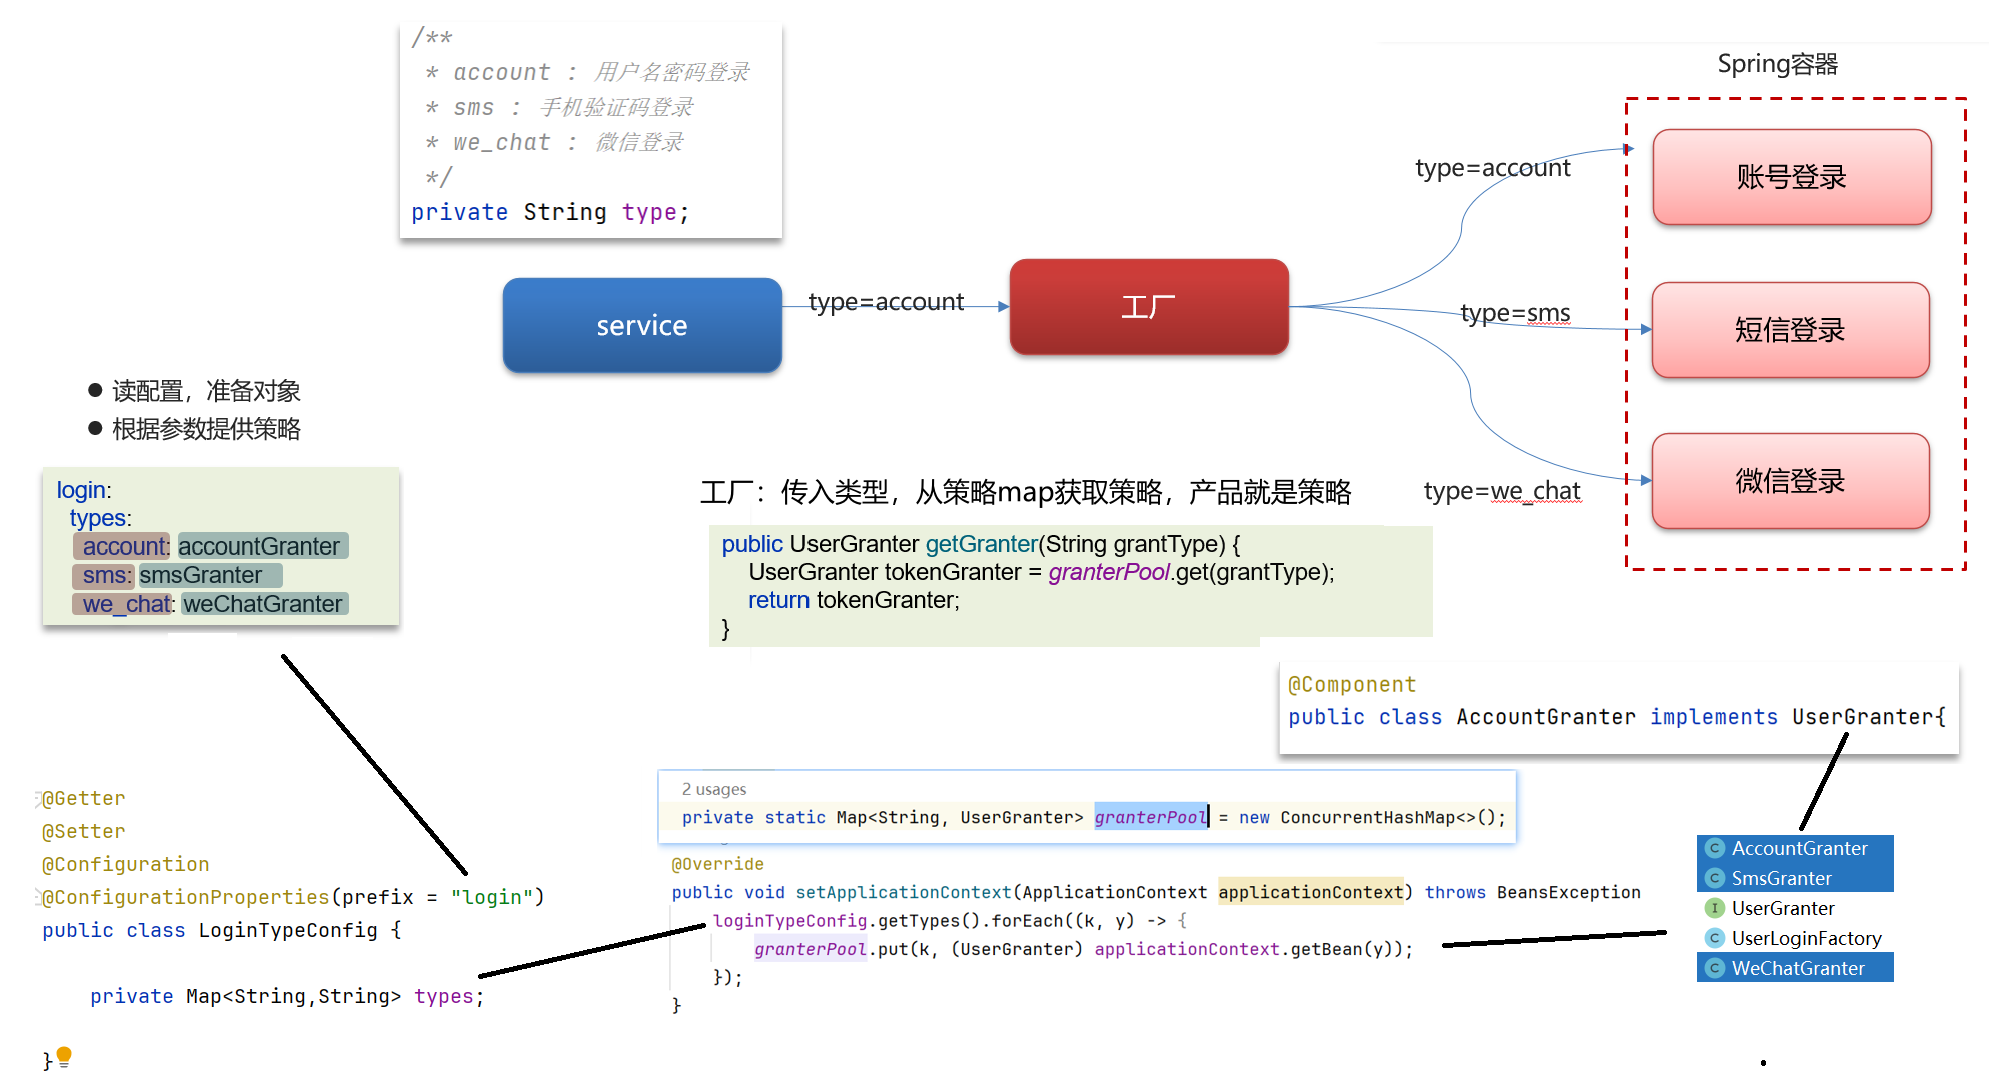 /**
* account : 用户名密码登录
* sms : 手机验证码登录
* we_chat : 微信登录
*/
private String type;
Spring容器
type=account
账号登录
service
type=account
工厂
type=sms
短信登录
type=we_chat
微信登录
● 读配置，准备对象
● 根据参数提供策略
login:
types:
account: accountGranter
sms: smsGranter
we_chat: weChatGranter
工厂：传入类型，从策略map获取策略，产品就是策略
public UserGranter getGranter(String grantType) {
UserGranter tokenGranter = granterPool.get(grantType);
return tokenGranter;
}
@Component
public class AccountGranter implements UserGranter{
@Getter
@Setter
@Configuration
@ConfigurationProperties(prefix = "login")
public class LoginTypeConfig {
private Map<String,String> types;
}
2 usages
private static Map<String, UserGranter> granterPool = new ConcurrentHashMap<>();
@Override
public void setApplicationContext(ApplicationContext applicationContext) throws BeansException
loginTypeConfig.getTypes().forEach((k, y) -> {
granterPool.put(k, (UserGranter) applicationContext.getBean(y));
});
}
C AccountGranter
C SmsGranter
I UserGranter
C UserLoginFactory
C WeChatGranter